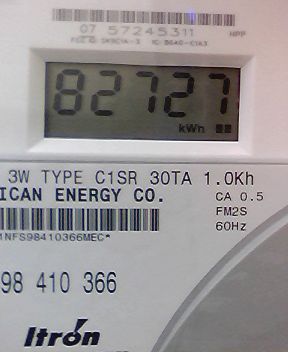 07 57245311 HPP
82727
kWh
3W TYPE C1SR 30TA 1.0Kh
ICAN ENERGY CO. CA 0.5
FM2S
60Hz
1NFS98410366MEC*
98 410 366
Itron